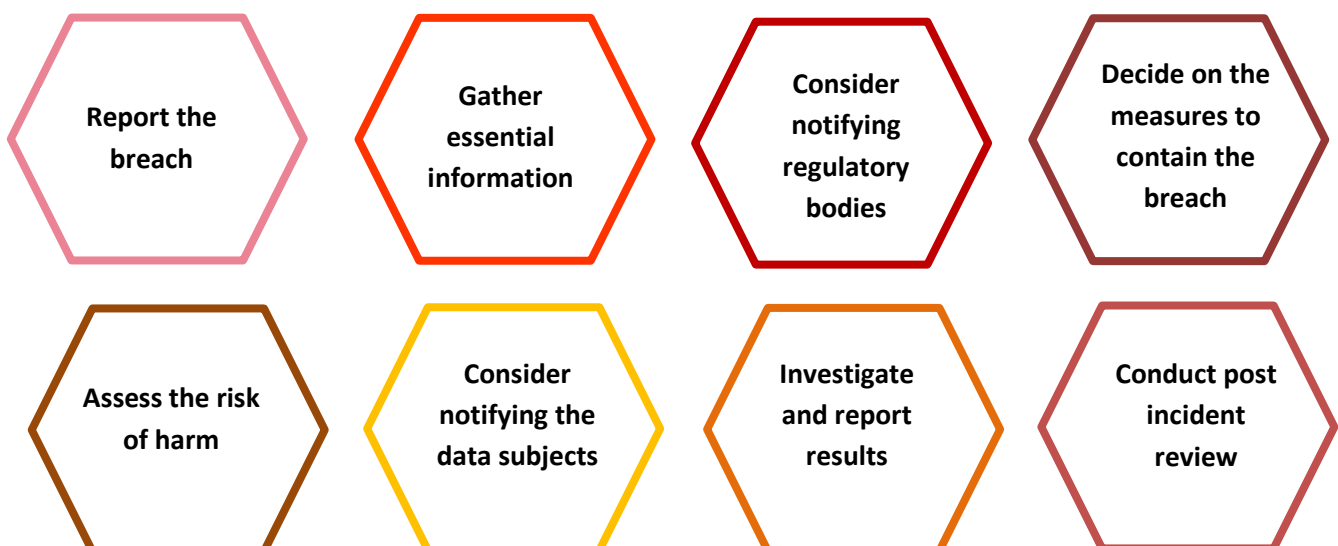 Report the
breach
Gather
essential
information
Consider
notifying
regulatory
bodies
Decide on the
measures to
contain the
breach
Assess the risk
of harm
Consider
notifying the
data subjects
Investigate
and report
results
Conduct post
incident
review